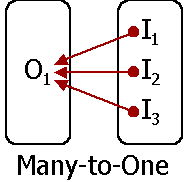 I₁
O₁ I₂
I₃
Many-to-One